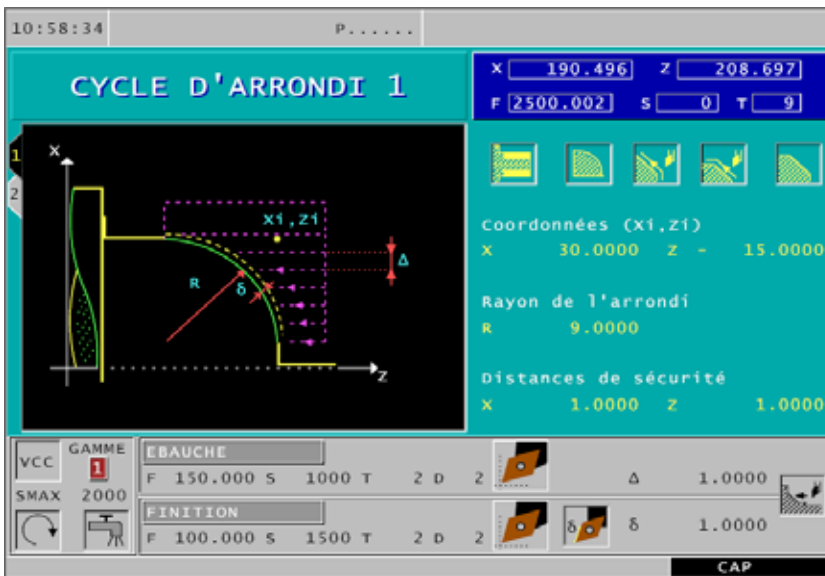 10:58:34 P......
CYCLE D'ARRONDI 1
X 190.496 Z 208.697
F 2500.002 S 0 T 9
1
2
X
xi,zi
Δ
R
δ
Z
Coordonnées (xi,zi)
X 30.0000 Z - 15.0000
Rayon de l'arrondi
R 9.0000
Distances de sécurité
X 1.0000 Z 1.0000
VCC GAMME
1
SMAX 2000
EBAUCHE
F 150.000 S 1000 T 2 D 2 Δ 1.0000
FINITION
F 100.000 S 1500 T 2 D 2 δ δ 1.0000
CAP